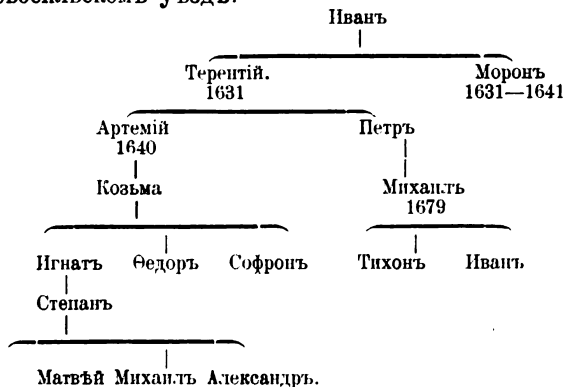 Иванъ
Терентій. Моронъ
1631 1631—1641
Артемій Петръ
1640
Козьма Михаилъ
1679
Игнатъ Ѳедоръ Софронъ Тихонъ Иванъ
Степанъ
Матвѣй Михаилъ Александръ.